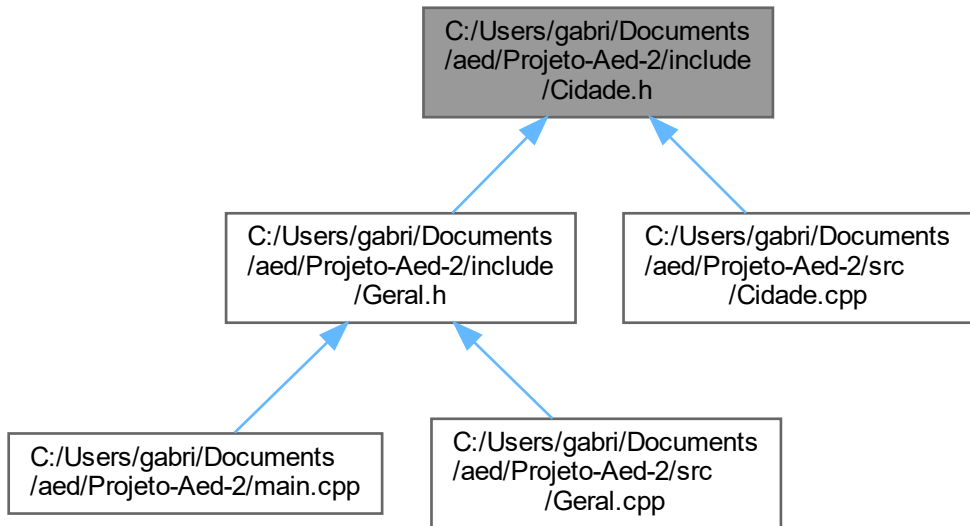 C:/Users/gabri/Documents
/aed/Projeto-Aed-2/include
/Cidade.h
C:/Users/gabri/Documents
/aed/Projeto-Aed-2/include
/Geral.h
C:/Users/gabri/Documents
/aed/Projeto-Aed-2/src
/Cidade.cpp
C:/Users/gabri/Documents
/aed/Projeto-Aed-2/main.cpp
C:/Users/gabri/Documents
/aed/Projeto-Aed-2/src
/Geral.cpp